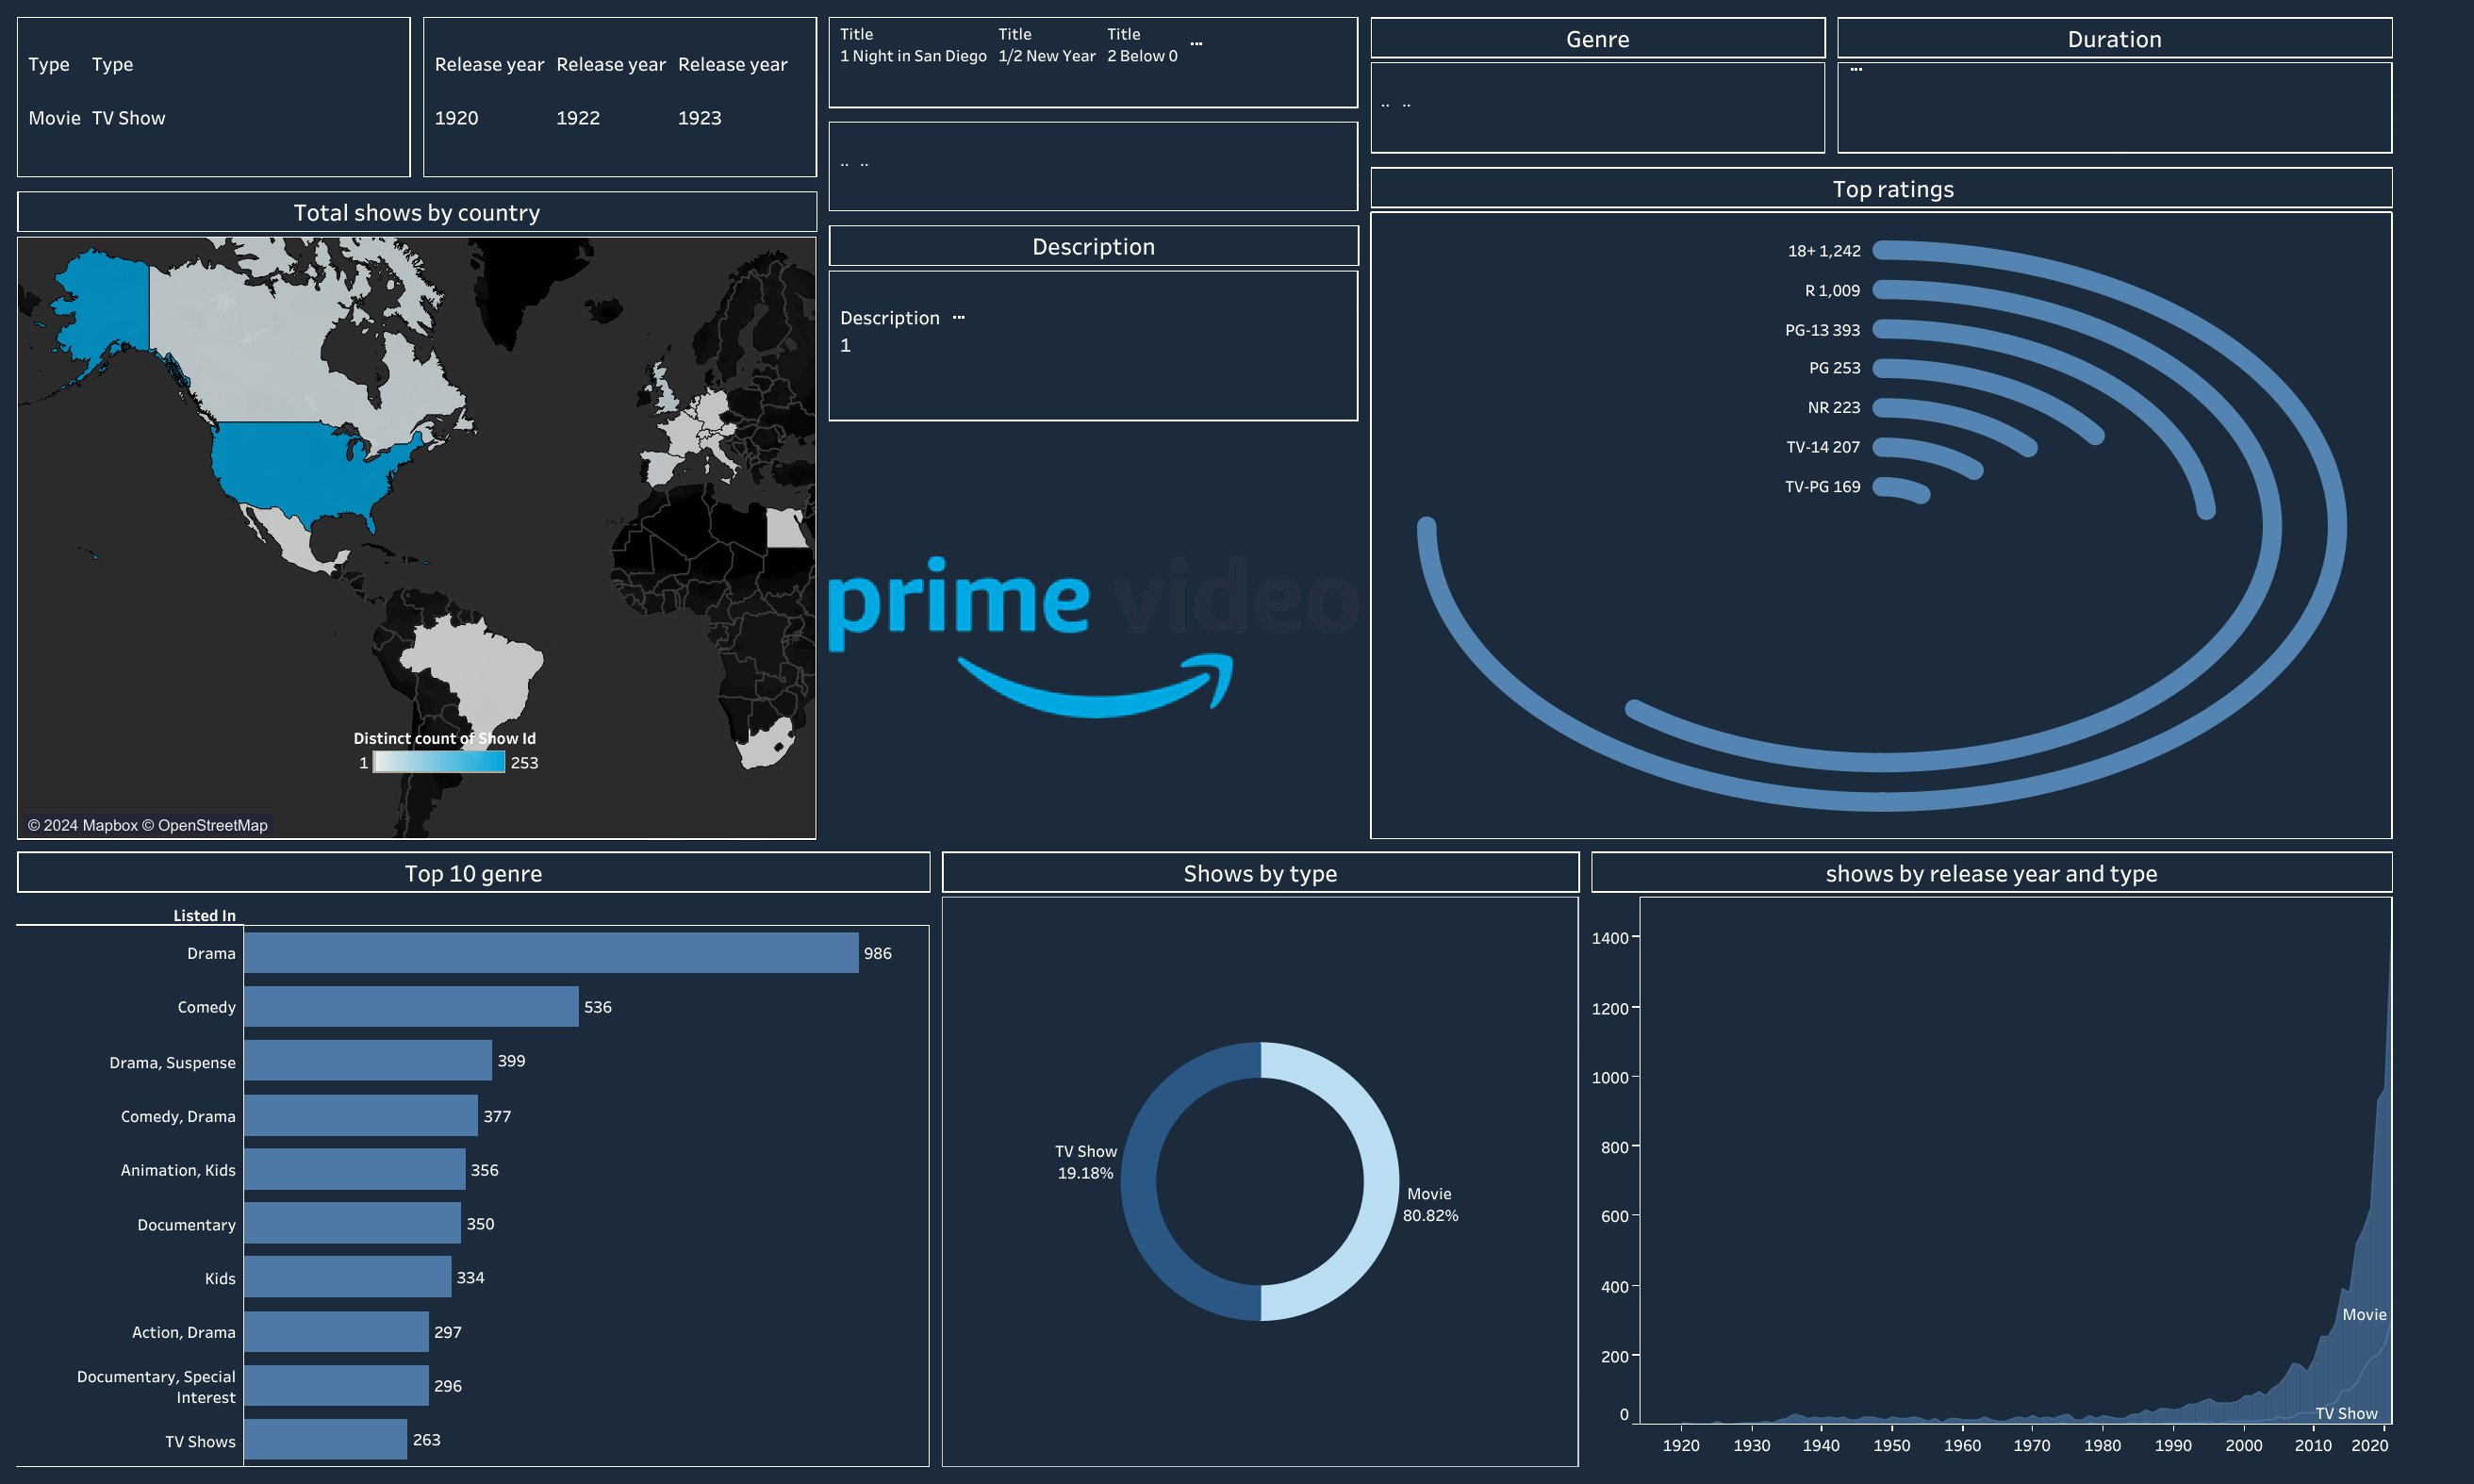 Type Type
Movie TV Show
Release year Release year Release year
1920 1922 1923
Title Title Title ...
1 Night in San Diego 1/2 New Year 2 Below 0
.. ..
Genre
.. ..
Duration
...
Total shows by country
Distinct count of Show Id
1 253
© 2024 Mapbox © OpenStreetMap
Description
Description ...
1
prime video
Top ratings
18+ 1,242
R 1,009
PG-13 393
PG 253
NR 223
TV-14 207
TV-PG 169
Top 10 genre
Listed In
Drama 986
Comedy 536
Drama, Suspense 399
Comedy, Drama 377
Animation, Kids 356
Documentary 350
Kids 334
Action, Drama 297
Documentary, Special
Interest 296
TV Shows 263
Shows by type
TV Show
19.18%
Movie
80.82%
shows by release year and type
1400
1200
1000
800
600
400
200
0
Movie
TV Show
1920 1930 1940 1950 1960 1970 1980 1990 2000 2010 2020